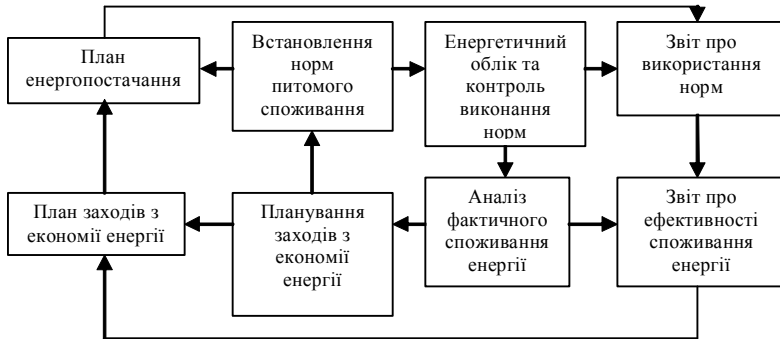 План
енергопостачання
Встановлення
норм
питомого
споживання
Енергетичний
облік та
контроль
виконання
норм
Звіт про
використання
норм
План заходів з
економії енергії
Планування
заходів з
економії
енергії
Аналіз
фактичного
споживання
енергії
Звіт про
ефективності
споживання
енергії